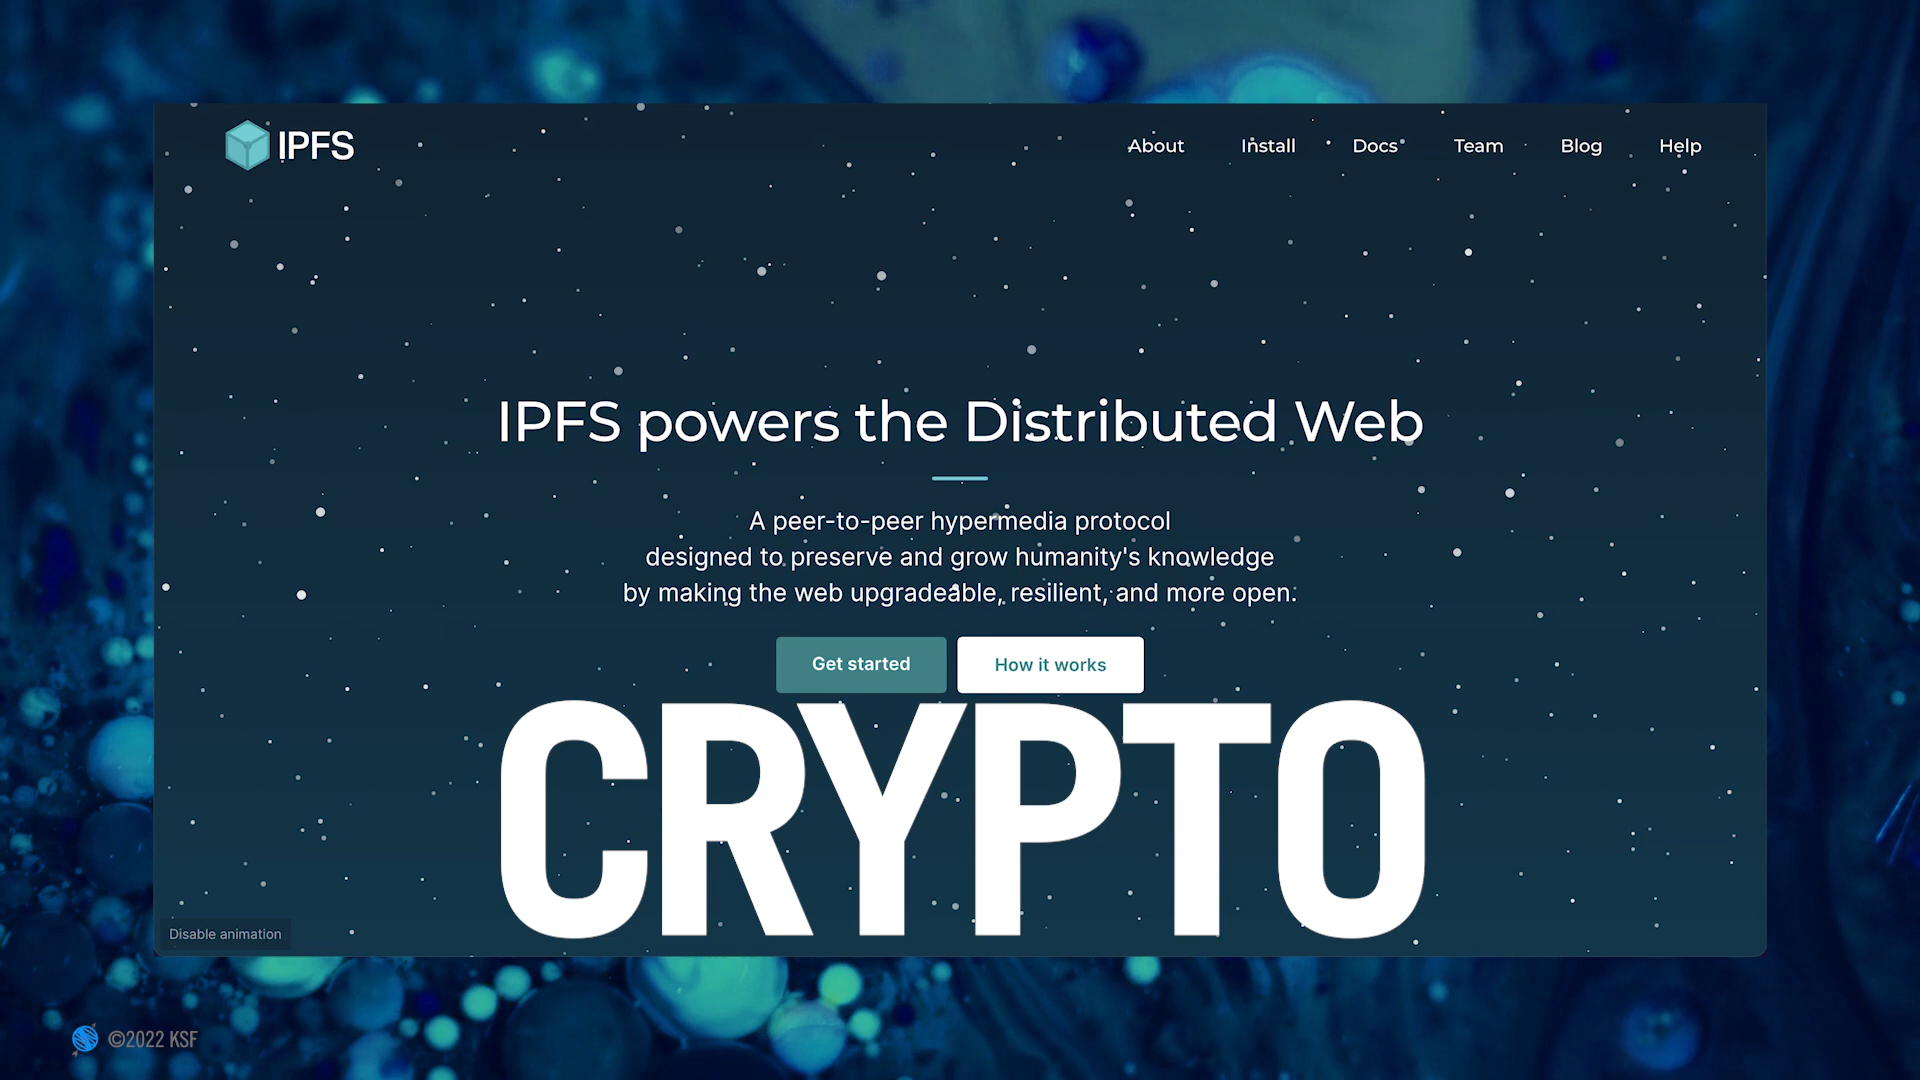 IPFS
About
Install
Docs
Team
Blog
Help
IPFS powers the Distributed Web
A peer-to-peer hypermedia protocol
designed to preserve and grow humanity's knowledge
by making the web upgradeable, resilient, and more open.
Get started
How it works
CRYPTO
Disable animation
©2022 KSF